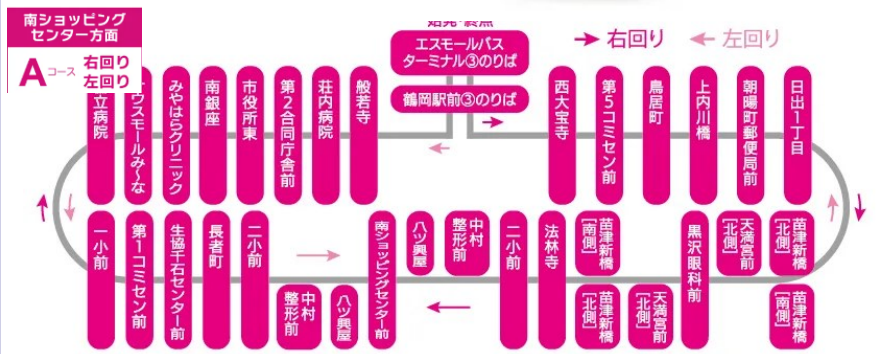 南ショッピング
センター方面
Aコース 右回り
左回り
始発・終点
エスモールバス
ターミナル③のりば
鶴岡駅前③のりば
右回り
左回り
立病院
ウスモールみ〜な
みやはらクリニック
南銀座
市役所東
第2合同庁舎前
荘内病院
般若寺
西大宝寺
第5コミセン前
鳥居町
上内川橋
朝暘町郵便局前
日出1丁目
一小前
第1コミセン前
生協千石センター前
長者町
二小前
中村
整形前
八ツ興屋
南ショッピングセンター前
八ツ興屋
中村
整形前
二小前
法林寺
苗津新橋
[南側]
苗津新橋
[北側]
天満宮前
[北側]
黒沢眼科前
天満宮前
[北側]
苗津新橋
[北側]
苗津新橋
[南側]